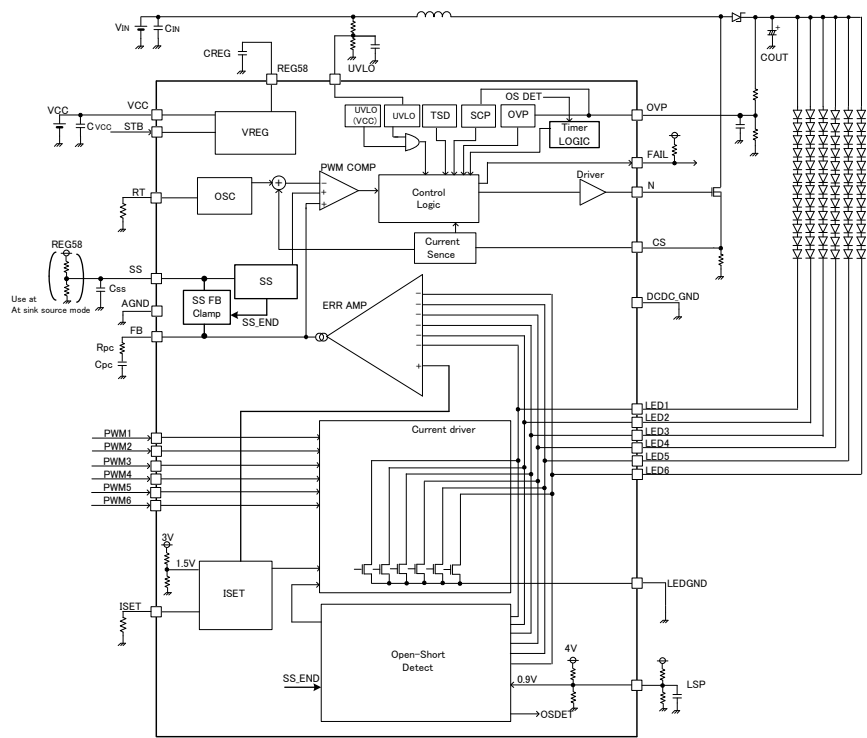 VIN
CIN
COUT
CREG
REG58
UVLO
VCC
VCC
CVCC
STB
VREG
UVLO
(VCC)
UVLO
TSD
SCP
OVP
OS DET
Timer
LOGIC
OVP
FAIL
PWM COMP
Driver
RT
OSC
Control
Logic
N
Current
Sence
CS
REG58
SS
SS
Css
Use at
At sink source mode
AGND
SS FB
Clamp
SS_END
ERR AMP
DCDC_GND
FB
Rpc
Cpc
LED1
LED2
LED3
LED4
LED5
LED6
PWM1
PWM2
PWM3
PWM4
PWM5
PWM6
Current driver
3V
1.5V
ISET
ISET
LEDGND
Open-Short
Detect
SS_END
4V
0.9V
LSP
OSDET